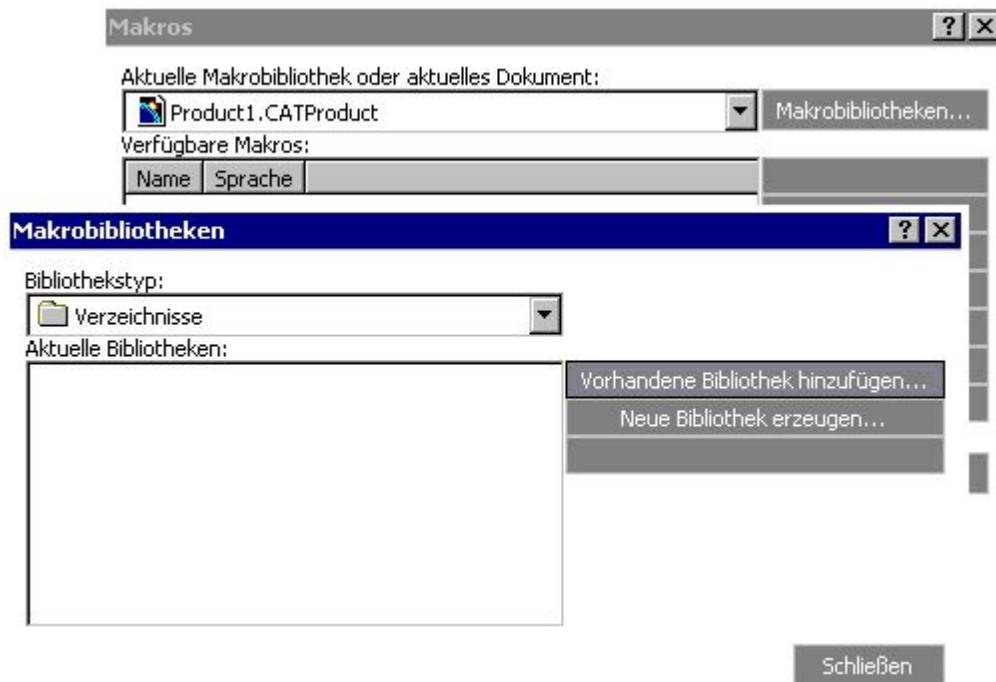 Makros
Aktuelle Makrobibliothek oder aktuelles Dokument:
Product1.CATProduct
Makrobibliotheken...
Verfügbare Makros:
Name Sprache
Makrobibliotheken
Bibliothekstyp:
Verzeichnisse
Aktuelle Bibliotheken:
Vorhandene Bibliothek hinzufügen...
Neue Bibliothek erzeugen...
Schließen